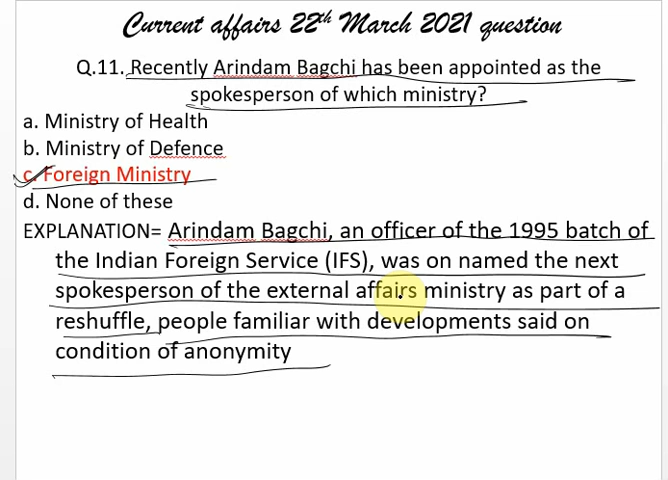 Current affairs 22th March 2021 question
Q.11. Recently Arindam Bagchi has been appointed as the
spokesperson of which ministry?
a. Ministry of Health
b. Ministry of Defence
c. Foreign Ministry
d. None of these
EXPLANATION= Arindam Bagchi, an officer of the 1995 batch of
the Indian Foreign Service (IFS), was on named the next
spokesperson of the external affairs ministry as part of a
reshuffle, people familiar with developments said on
condition of anonymity